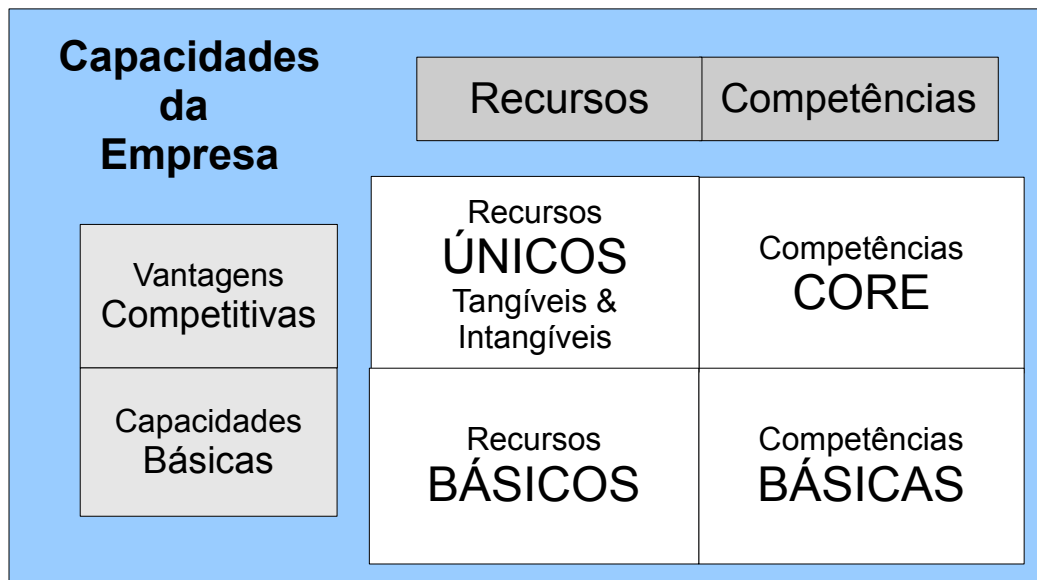 Capacidades
da
Empresa
Recursos
Competências
Vantagens
Competitivas
Recursos
ÚNICOS
Tangíveis &
Intangíveis
Competências
CORE
Capacidades
Básicas
Recursos
BÁSICOS
Competências
BÁSICAS